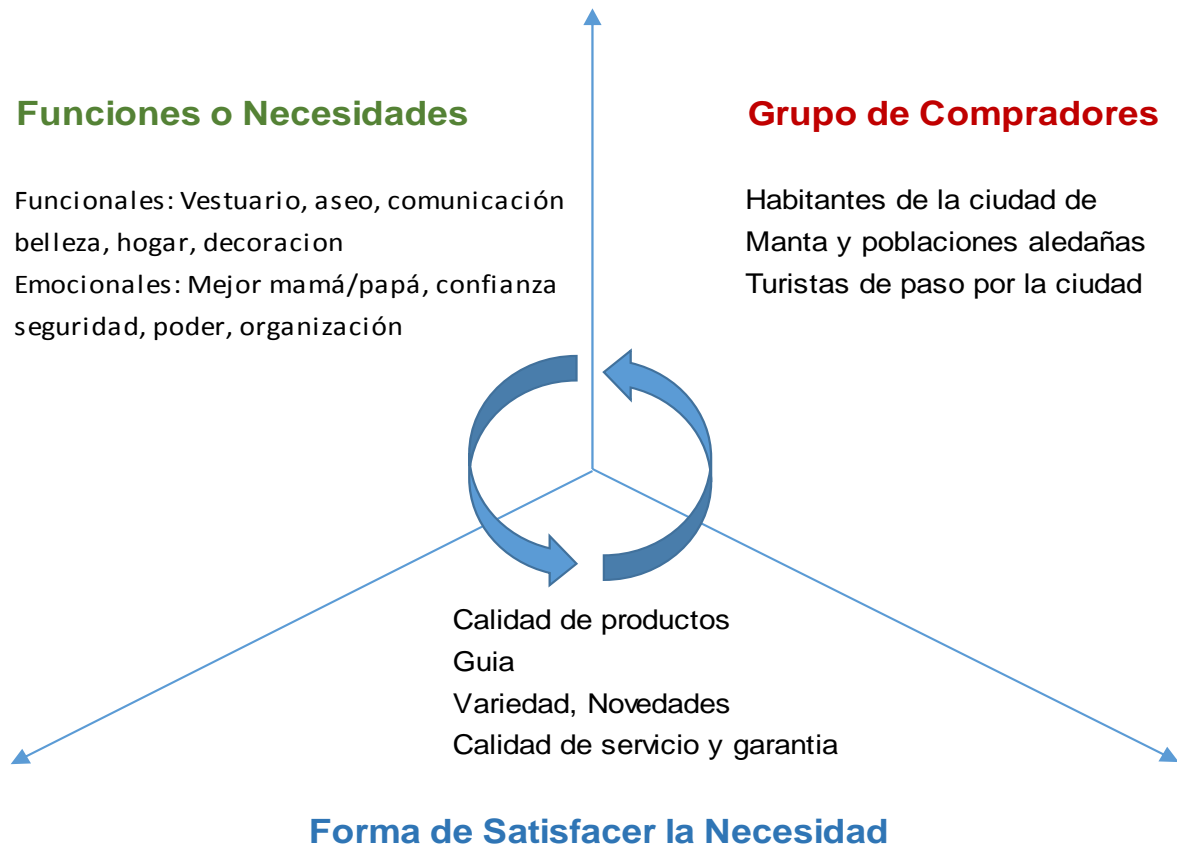 Funciones o Necesidades
Funcionales: Vestuario, aseo, comunicación
belleza, hogar, decoracion
Emocionales: Mejor mamá/papá, confianza
seguridad, poder, organización
Grupo de Compradores
Habitantes de la ciudad de
Manta y poblaciones aledañas
Turistas de paso por la ciudad
Calidad de productos
Guia
Variedad, Novedades
Calidad de servicio y garantia
Forma de Satisfacer la Necesidad